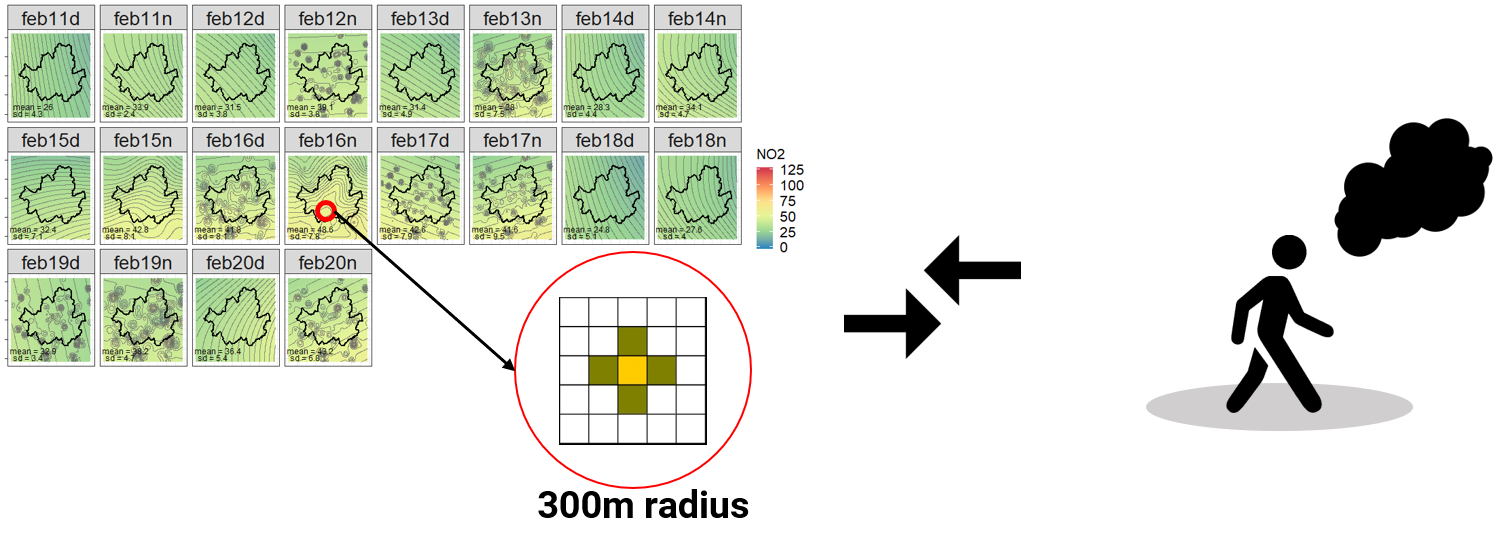 feb11d feb11n feb12d feb12n feb13d feb13n feb14d feb14n
mean = 26 mean = 33.9 mean = 31.5 mean = 39.1 mean = 31.4 mean = 38 mean = 28.3 mean = 34.1
sd = 4.3 sd = 2.4 sd = 3.8 sd = 3.8 sd = 4.9 sd = 7.5 sd = 4.4 sd = 4.7
feb15d feb15n feb16d feb16n feb17d feb17n feb18d feb18n
mean = 32.4 mean = 42.8 mean = 41.8 mean = 48.6 mean = 42.6 mean = 41.6 mean = 24.8 mean = 27.6
sd = 7.1 sd = 8.1 sd = 8.1 sd = 7.8 sd = 7.9 sd = 9.5 sd = 5.1 sd = 4
NO2
125
100
75
50
25
0
feb19d feb19n feb20d feb20n
mean = 32.9 mean = 38.2 mean = 36.4 mean = 43.2
sd = 3.4 sd = 4.7 sd = 5.4 sd = 6.8
300m radius